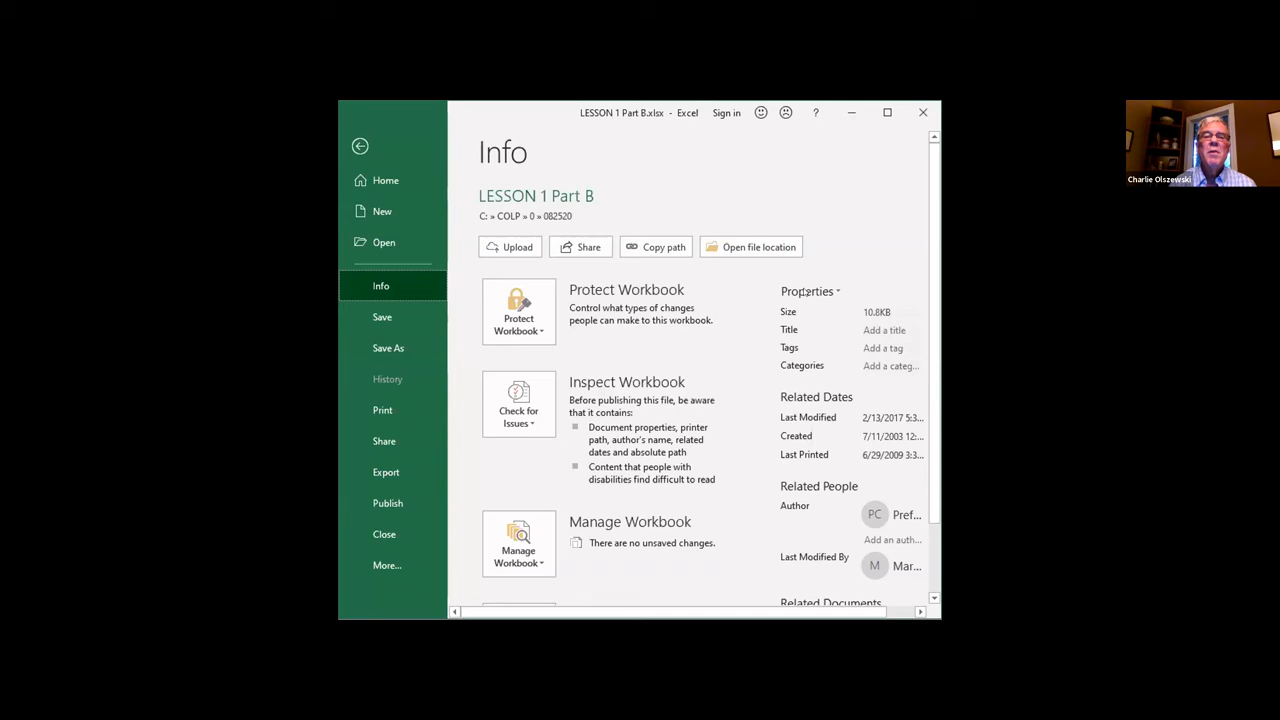 LESSON 1 Part B.xlsx - Excel Sign in ?
Info
LESSON 1 Part B
C: » COLP » 0 » 082520
Home
New
Open
Info
Save
Save As
History
Print
Share
Export
Publish
Close
More...
Upload
Share
Copy path
Open file location
Protect Workbook
Protect Workbook
Control what types of changes
people can make to this workbook.
Check for Issues
Inspect Workbook
Before publishing this file, be aware
that it contains:
Document properties, printer
path, author's name, related
dates and absolute path
Content that people with
disabilities find difficult to read
Manage Workbook
Manage Workbook
There are no unsaved changes.
Properties
Size 10.8KB
Title Add a title
Tags Add a tag
Categories Add a categ...
Related Dates
Last Modified 2/13/2017 5:3...
Created 7/11/2003 12:...
Last Printed 6/29/2009 3:3...
Related People
Author PC Pref...
Add an auth...
Last Modified By M Mar...
Related Documents
Charlie Olszewski